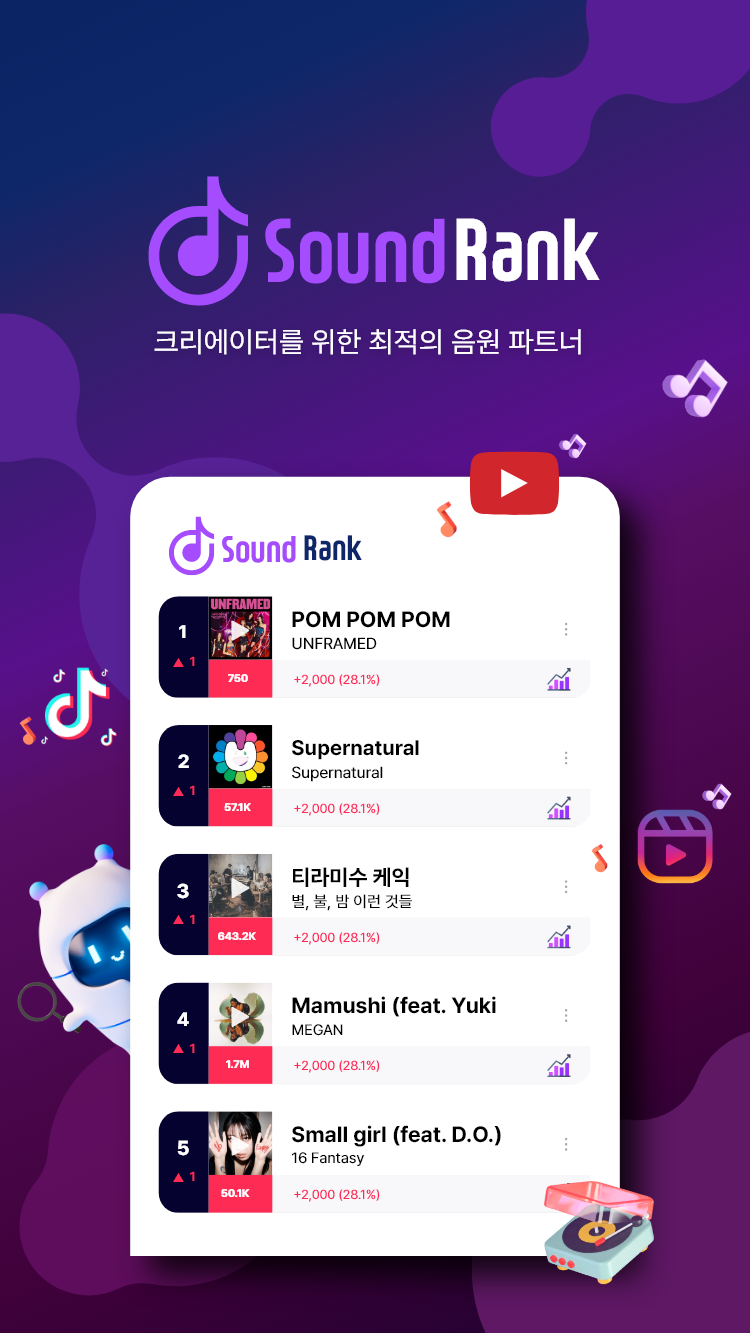 Sound Rank
크리에이터를 위한 최적의 음원 파트너
Sound Rank
1
▲ 1
UNFRAMED
750
POM POM POM
UNFRAMED
+2,000 (28.1%)
2
▲ 1
57.1K
Supernatural
Supernatural
+2,000 (28.1%)
3
▲ 1
643.2K
티라미수 케익
별, 불, 밤 이런 것들
+2,000 (28.1%)
4
▲ 1
1.7M
Mamushi (feat. Yuki
MEGAN
+2,000 (28.1%)
5
▲ 1
50.1K
Small girl (feat. D.O.)
16 Fantasy
+2,000 (28.1%)